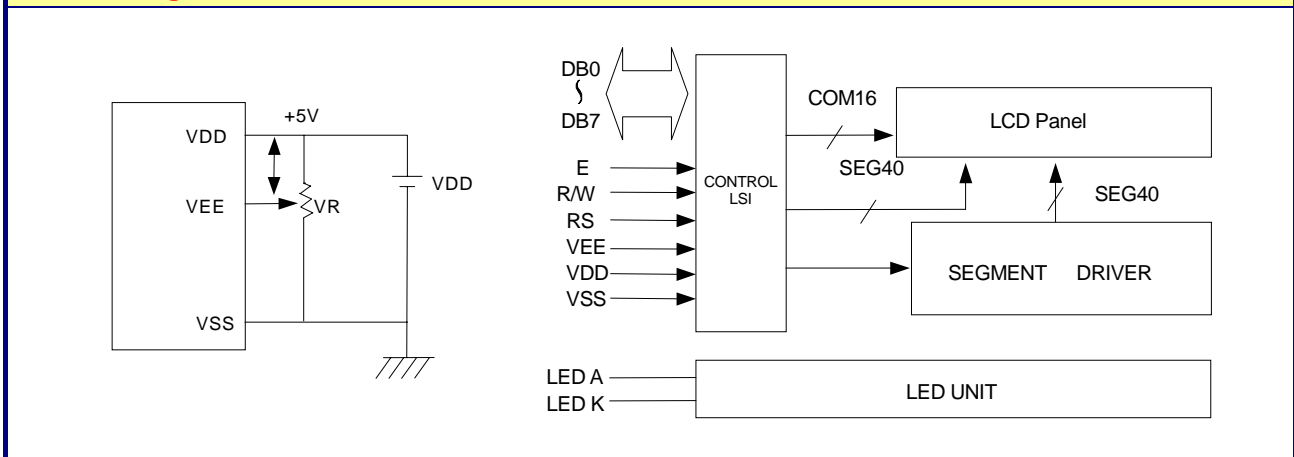 +5V
VDD
VEE
VR
VDD
VSS
DB0
DB7
E
R/W
RS
VEE
VDD
VSS
CONTROL
LSI
COM16
SEG40
LCD Panel
SEG40
SEGMENT DRIVER
LED A
LED K
LED UNIT